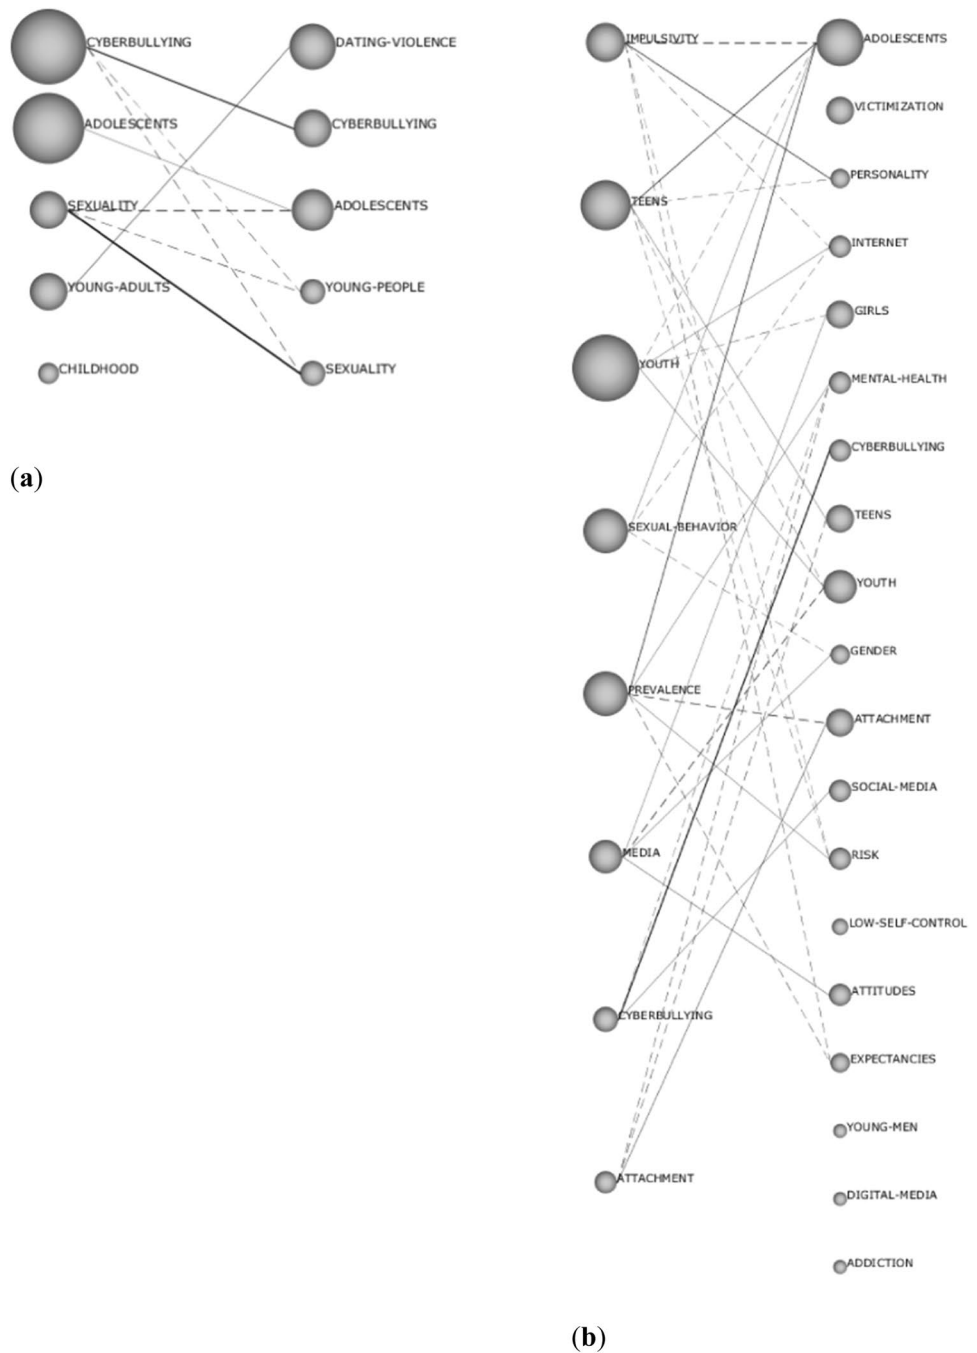 CYBERBULLYING
ADOLESCENTS
SEXUALITY
YOUNG-ADULTS
CHILDHOOD
DATING-VIOLENCE
CYBERBULLYING
ADOLESCENTS
YOUNG-PEOPLE
SEXUALITY
(a)
IMPULSIVITY
TEENS
YOUTH
SEXUAL-BEHAVIOR
PREVALENCE
MEDIA
CYBERBULLYING
ATTACHMENT
ADOLESCENTS
VICTIMIZATION
PERSONALITY
INTERNET
GIRLS
MENTAL-HEALTH
CYBERBULLYING
TEENS
YOUTH
GENDER
ATTACHMENT
SOCIAL-MEDIA
RISK
LOW-SELF-CONTROL
ATTITUDES
EXPECTANCIES
YOUNG-MEN
DIGITAL-MEDIA
ADDICTION
(b)